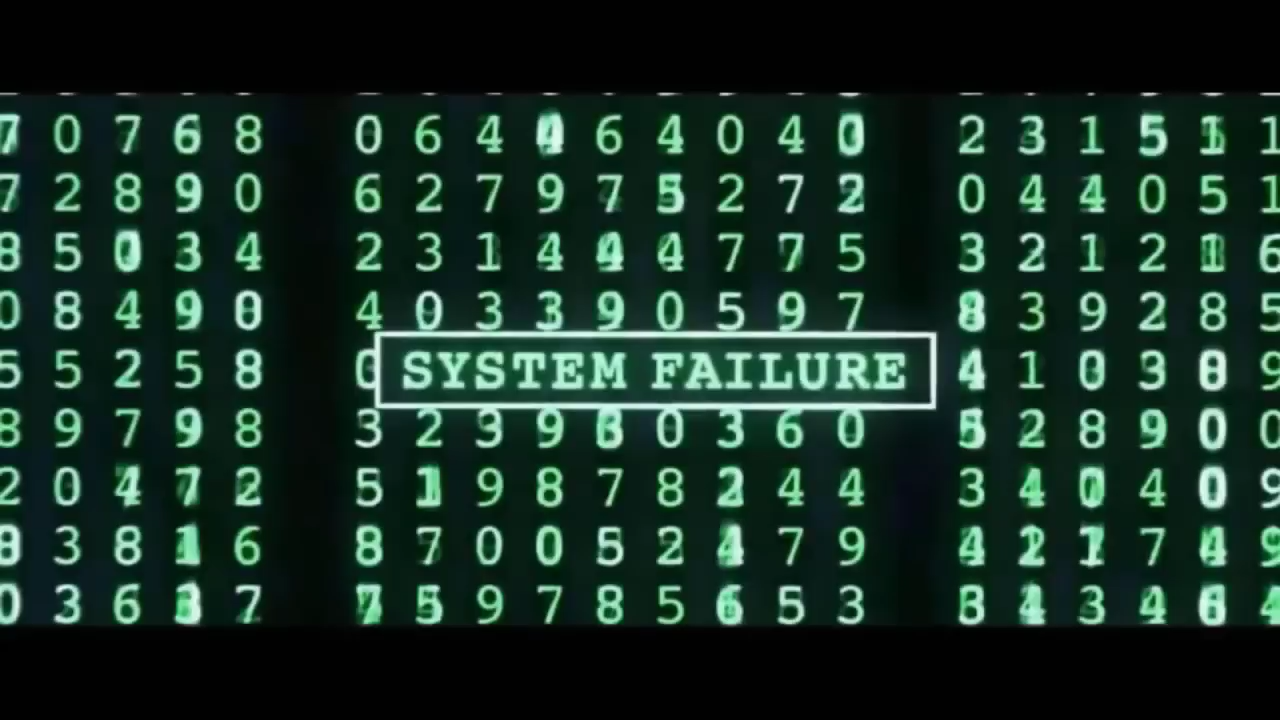 7 0 7 6 8 0 6 4 4 6 4 0 4 0 2 3 1 5 1 1
7 2 8 9 0 6 2 7 9 7 5 2 7 2 0 4 4 0 5 1
8 5 0 3 4 2 3 1 4 4 4 7 7 5 3 2 1 2 1 6
0 8 4 9 0 4 0 3 3 9 0 5 9 7 8 3 9 2 8 5
5 5 2 5 8 0 SYSTEM FAILURE 4 1 0 3 0 9
8 9 7 9 8 3 2 3 9 8 0 3 6 0 5 2 8 9 0 0
2 0 4 7 2 5 1 9 8 7 8 2 4 4 3 4 0 4 0 9
8 3 8 1 6 8 7 0 0 5 2 4 7 9 4 2 1 7 4 9
0 3 6 3 7 7 5 9 7 8 5 6 5 3 8 4 3 4 6 4